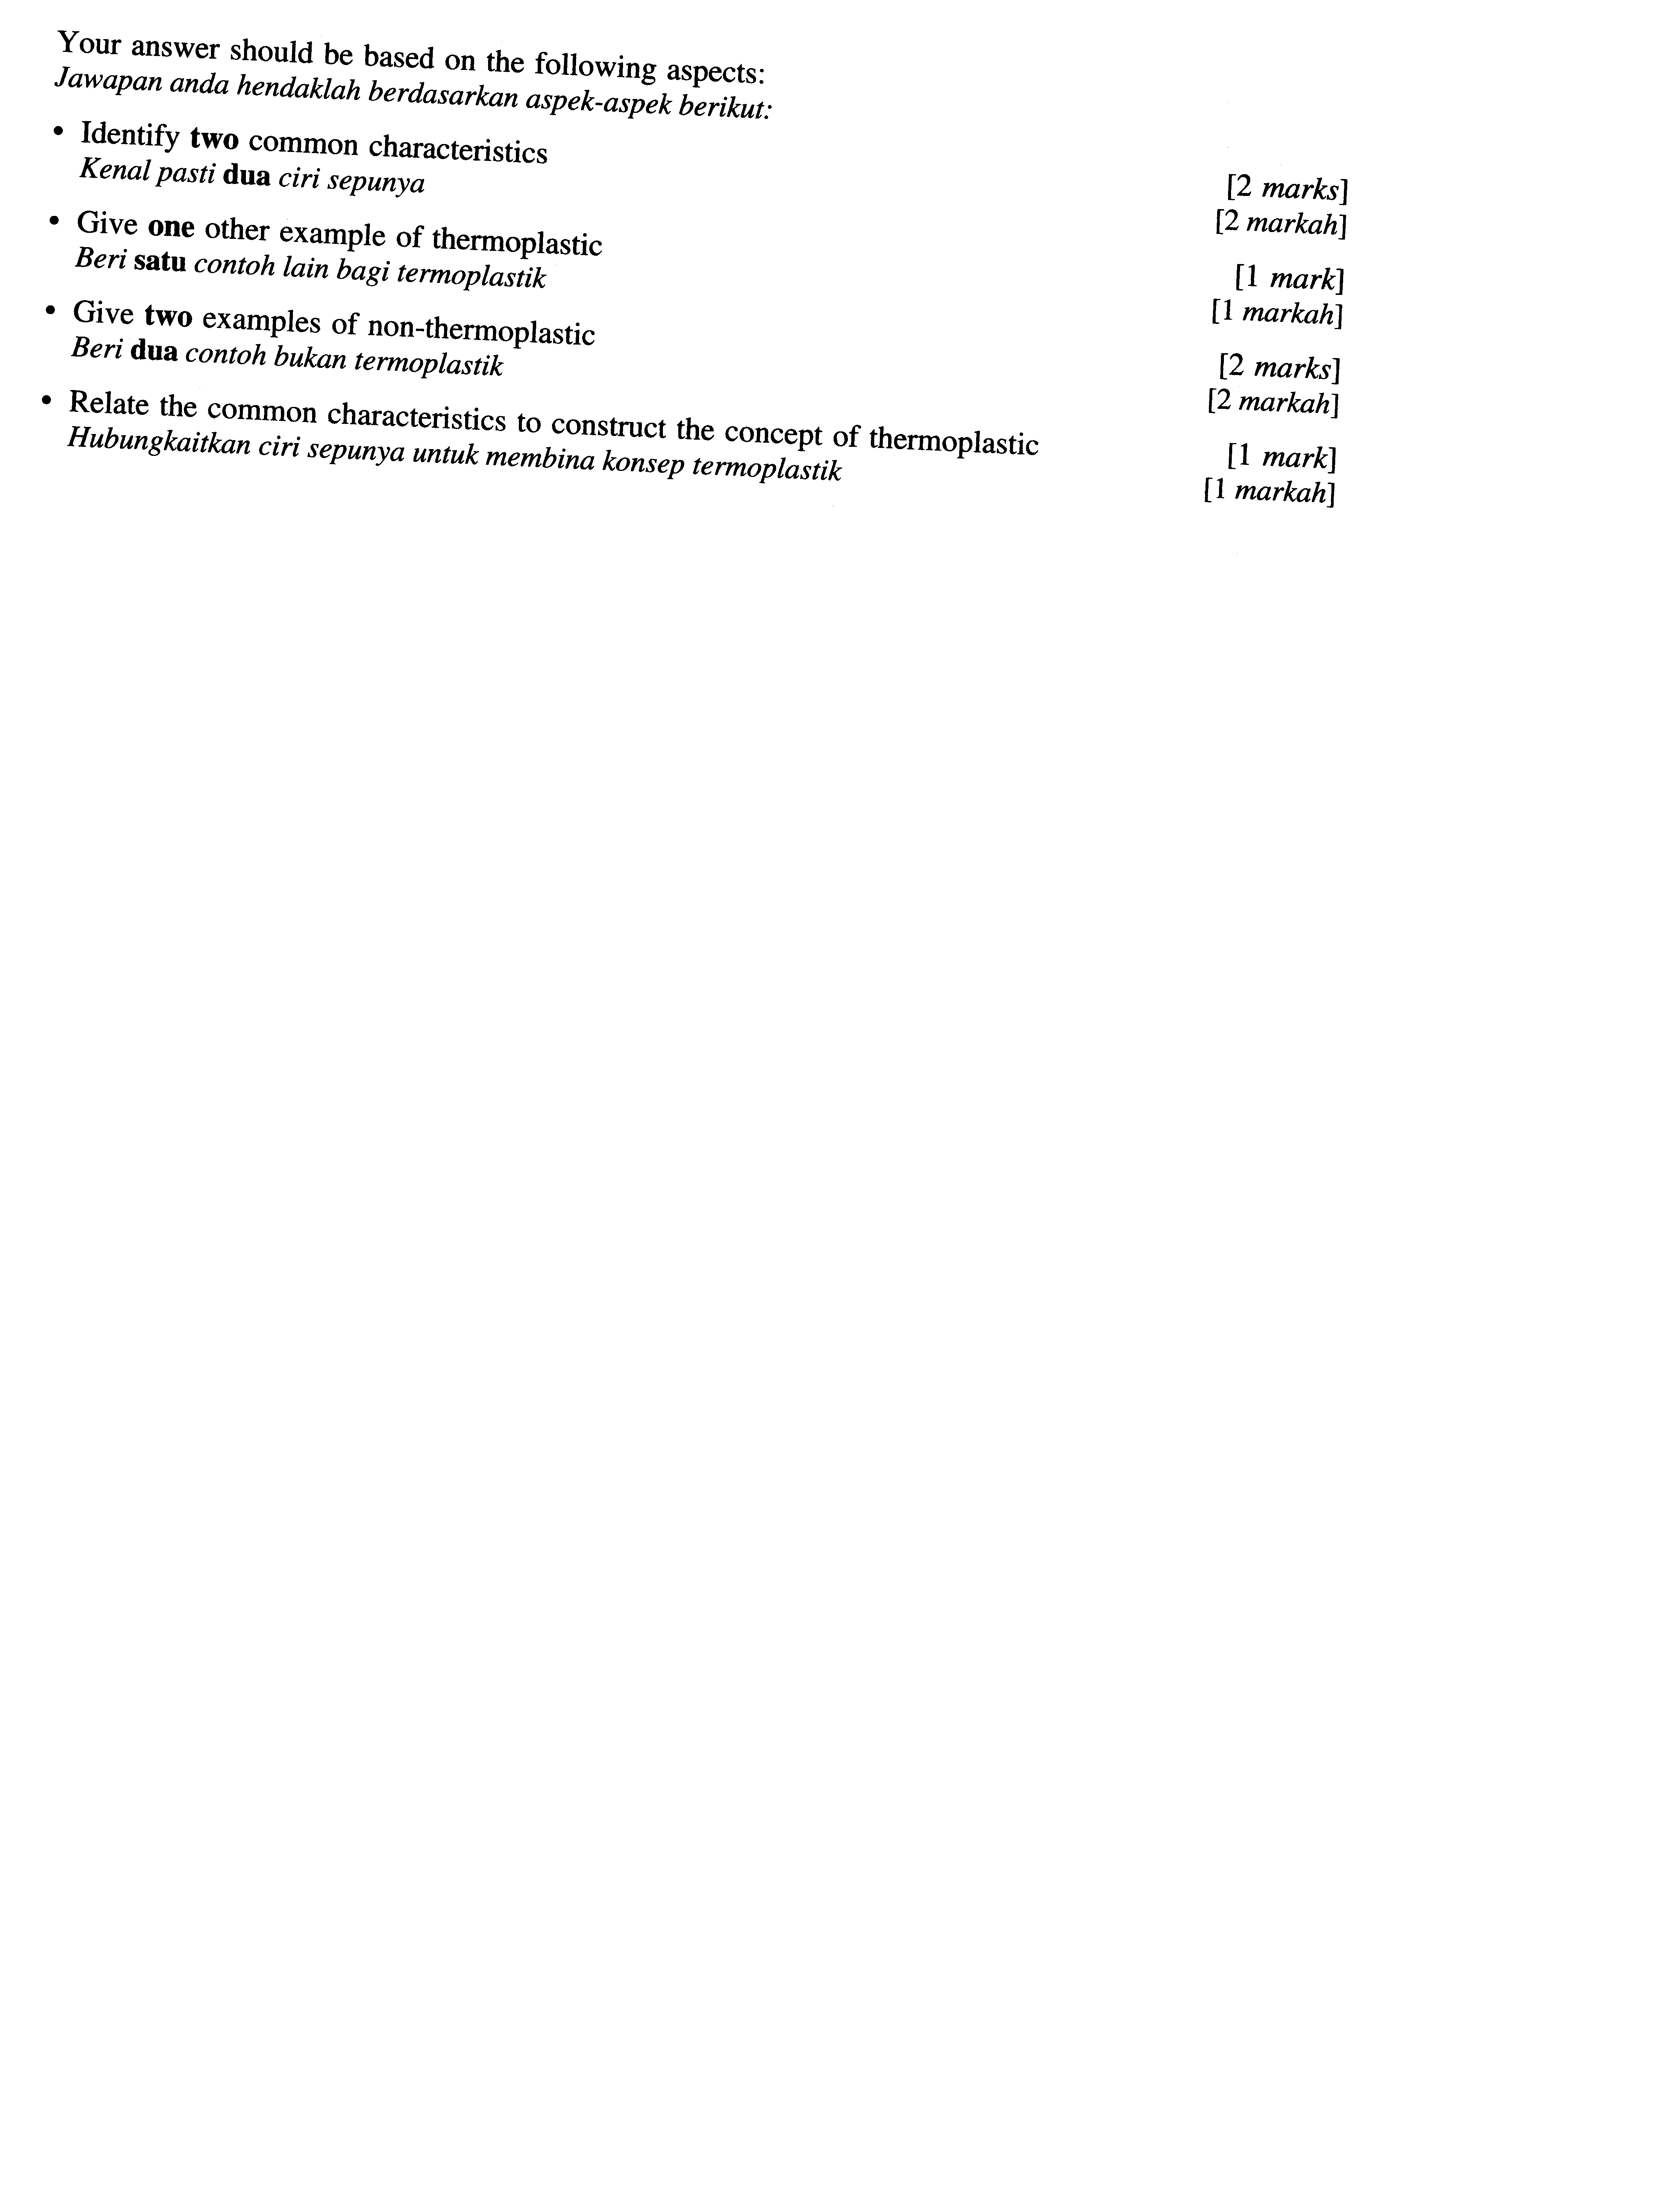 Your answer should be based on the following aspects:
Jawapan anda hendaklah berdasarkan aspek-aspek berikut:
• Identify two common characteristics
Kenal pasti dua ciri sepunya
[2 marks]
[2 markah]
• Give one other example of thermoplastic
Beri satu contoh lain bagi termoplastik
[1 mark]
[1 markah]
• Give two examples of non-thermoplastic
Beri dua contoh bukan termoplastik
[2 marks]
[2 markah]
• Relate the common characteristics to construct the concept of thermoplastic
Hubungkaitkan ciri sepunya untuk membina konsep termoplastik
[1 mark]
[1 markah]